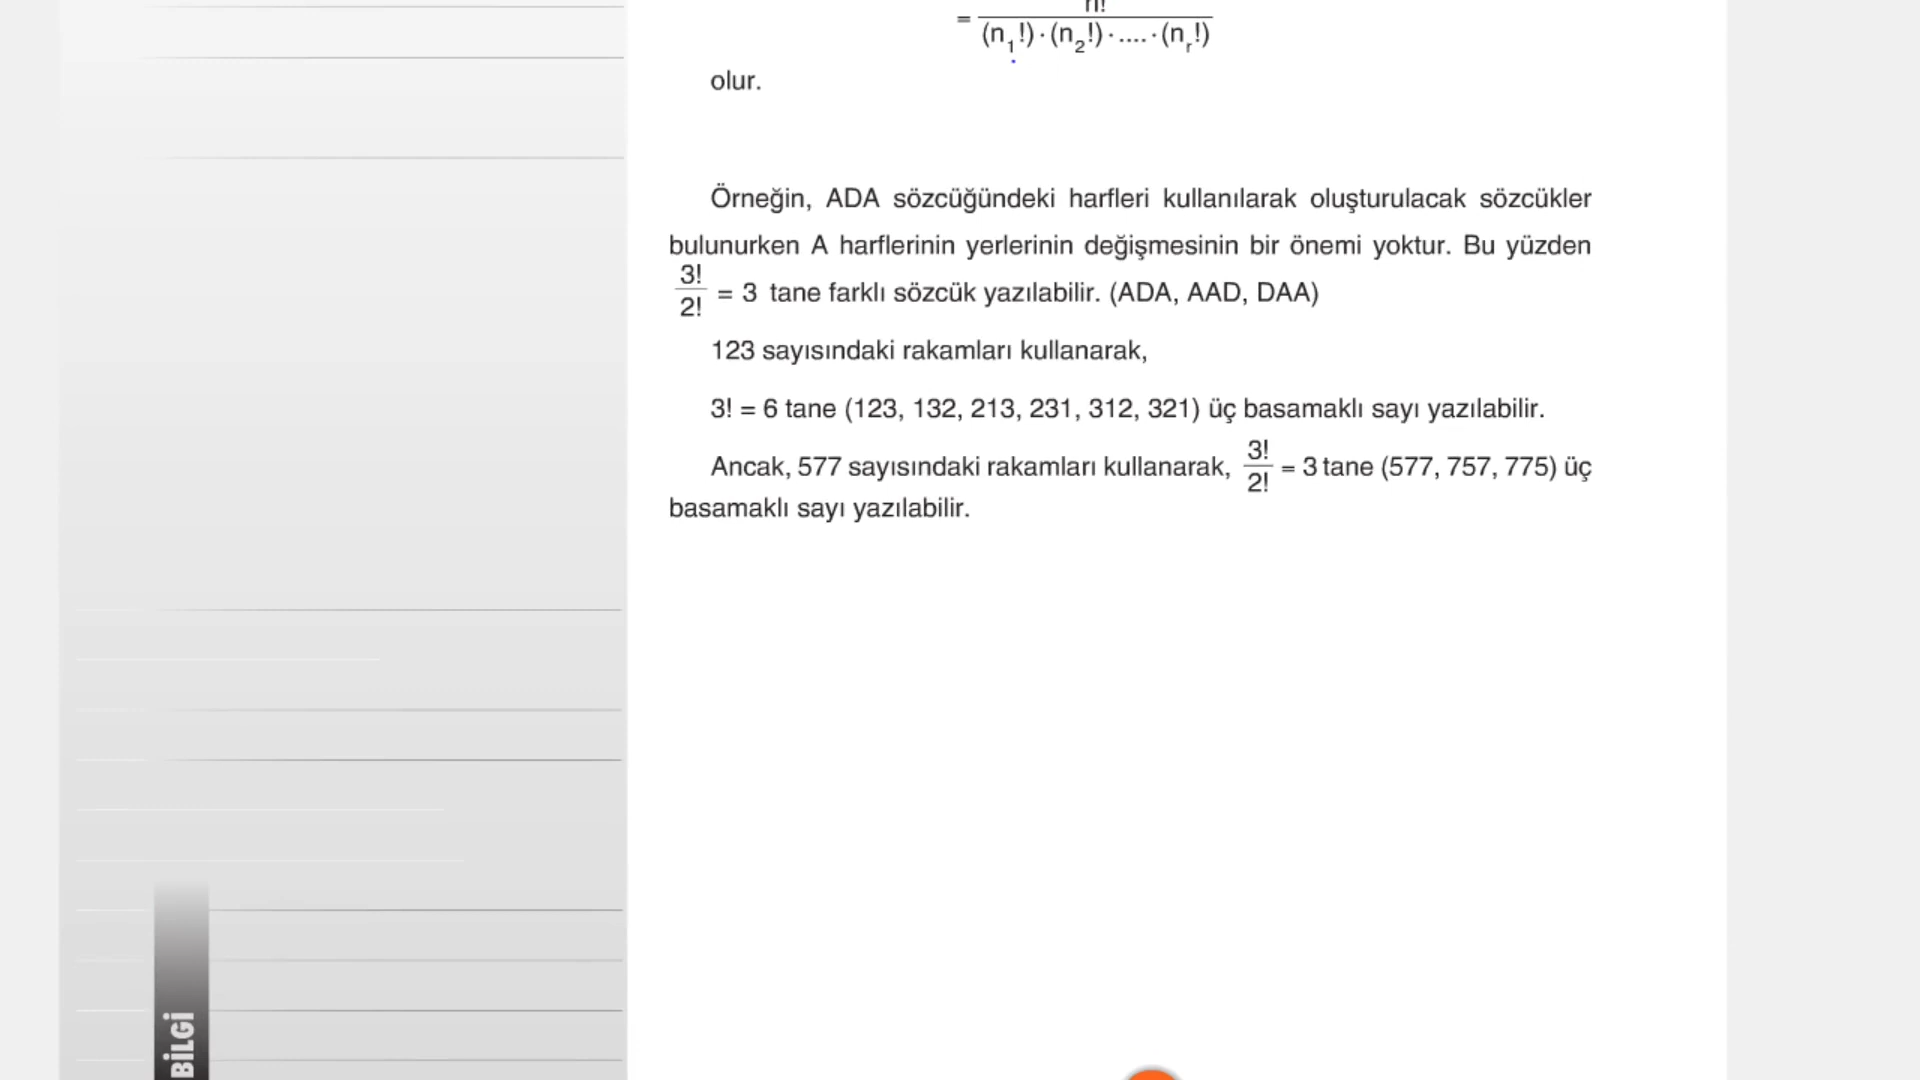 = n! / (n₁!) · (n₂!) · .... · (nᵣ!)
olur.
Örneğin, ADA sözcüğündeki harfleri kullanılarak oluşturulacak sözcükler
bulunurken A harflerinin yerlerinin değişmesinin bir önemi yoktur. Bu yüzden
3!/2! = 3 tane farklı sözcük yazılabilir. (ADA, AAD, DAA)
123 sayısındaki rakamları kullanarak,
3! = 6 tane (123, 132, 213, 231, 312, 321) üç basamaklı sayı yazılabilir.
Ancak, 577 sayısındaki rakamları kullanarak, 3!/2! = 3 tane (577, 757, 775) üç
basamaklı sayı yazılabilir.
BİLGİ